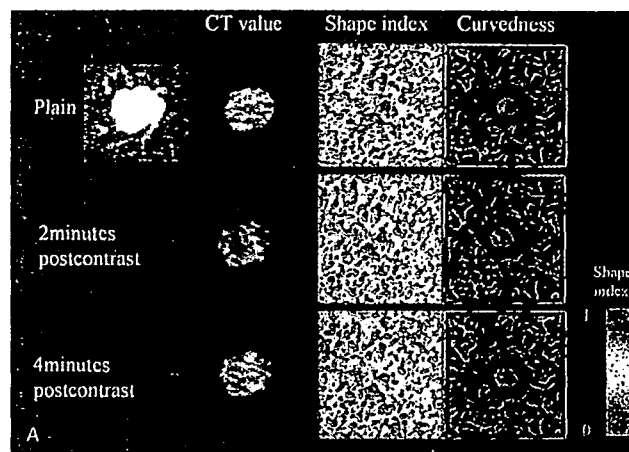 CT value Shape index Curvedness
Plain
2minutes
postcontrast
4minutes
postcontrast
Shape
index
1
0
A